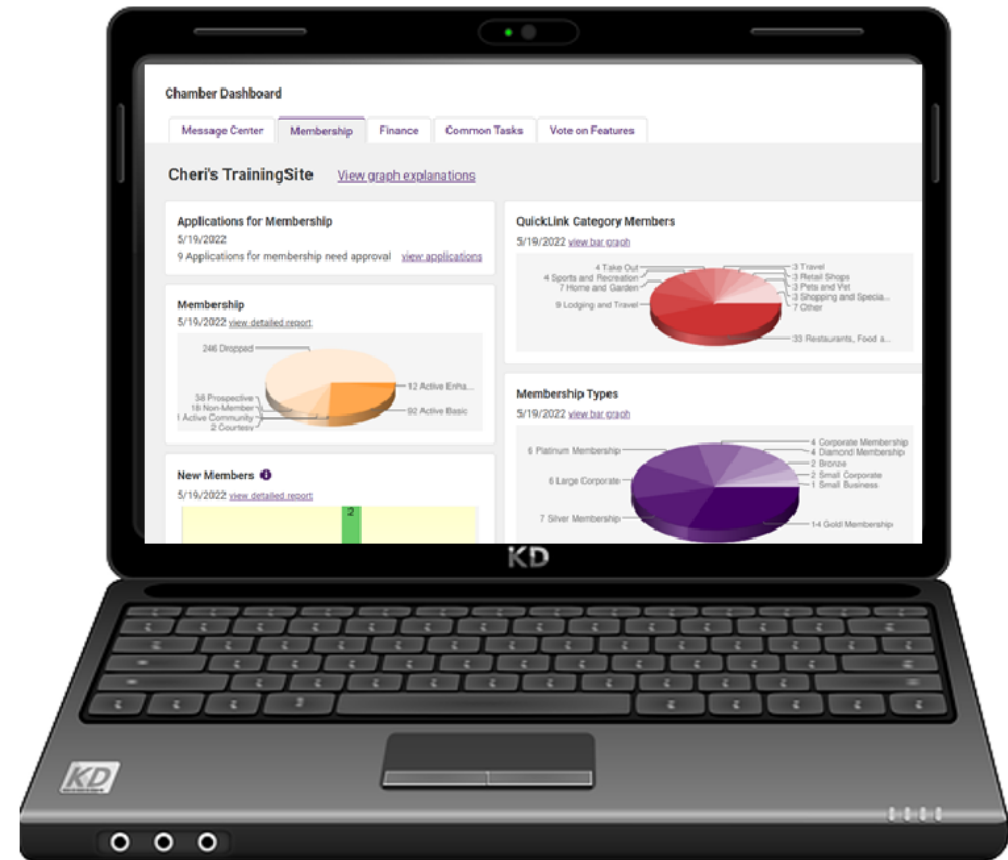 Chamber Dashboard
Message Center Membership Finance Common Tasks Vote on Features
Cheri's TrainingSite View graph explanations
Applications for Membership
5/19/2022
9 Applications for membership need approval view applications
Membership
5/19/2022 view detailed report
246 Dropped
12 Active Enha...
38 Prospective
16 Non-Member
Active Community
2 Courtesy
92 Active Basic
New Members
5/19/2022 view detailed report
2
QuickLink Category Members
5/19/2022 view bar graph
4 Take Out
4 Sports and Recreation
7 Home and Garden
9 Lodging and Travel
3 Travel
3 Retail Shops
3 Pets and Vet
3 Shopping and Specia...
7 Other
33 Restaurants, Food a...
Membership Types
5/19/2022 view bar graph
6 Platinum Membership
6 Large Corporate
7 Silver Membership
4 Corporate Membership
4 Diamond Membership
2 Bronze
2 Small Corporate
1 Small Business
14 Gold Membership
KD
KD